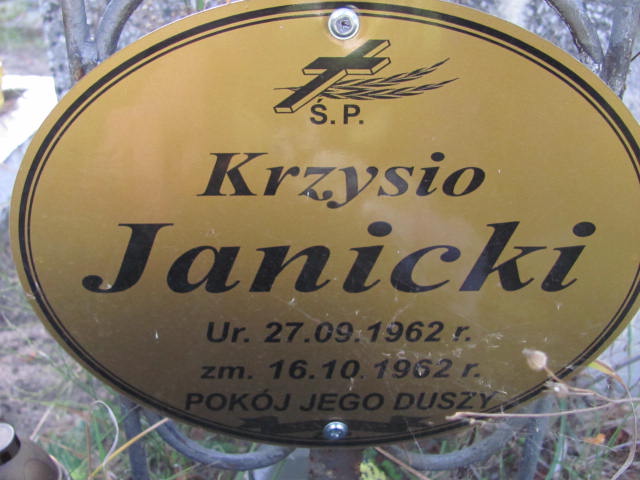 Ś.P.
Krzysio
Janicki
Ur. 27.09.1962 r.
zm. 16.10.1962 r.
POKÓJ JEGO DUSZY